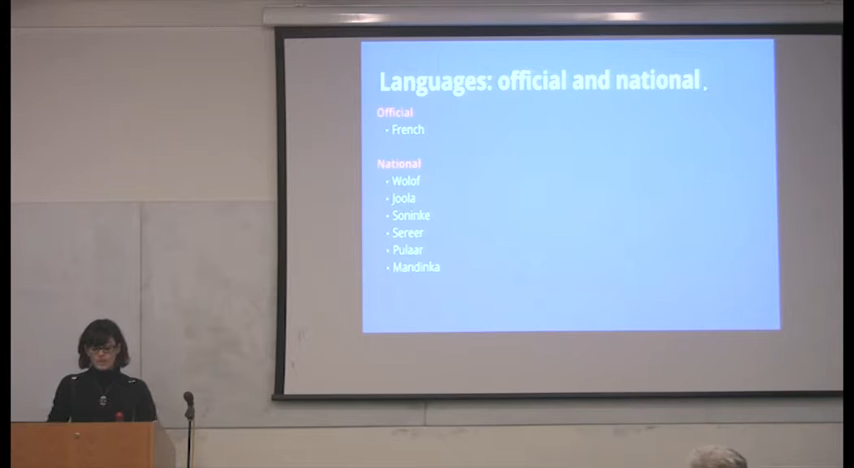 Languages: official and national.
Official
• French
National
• Wolof
• Joola
• Soninke
• Sereer
• Pulaar
• Mandinka